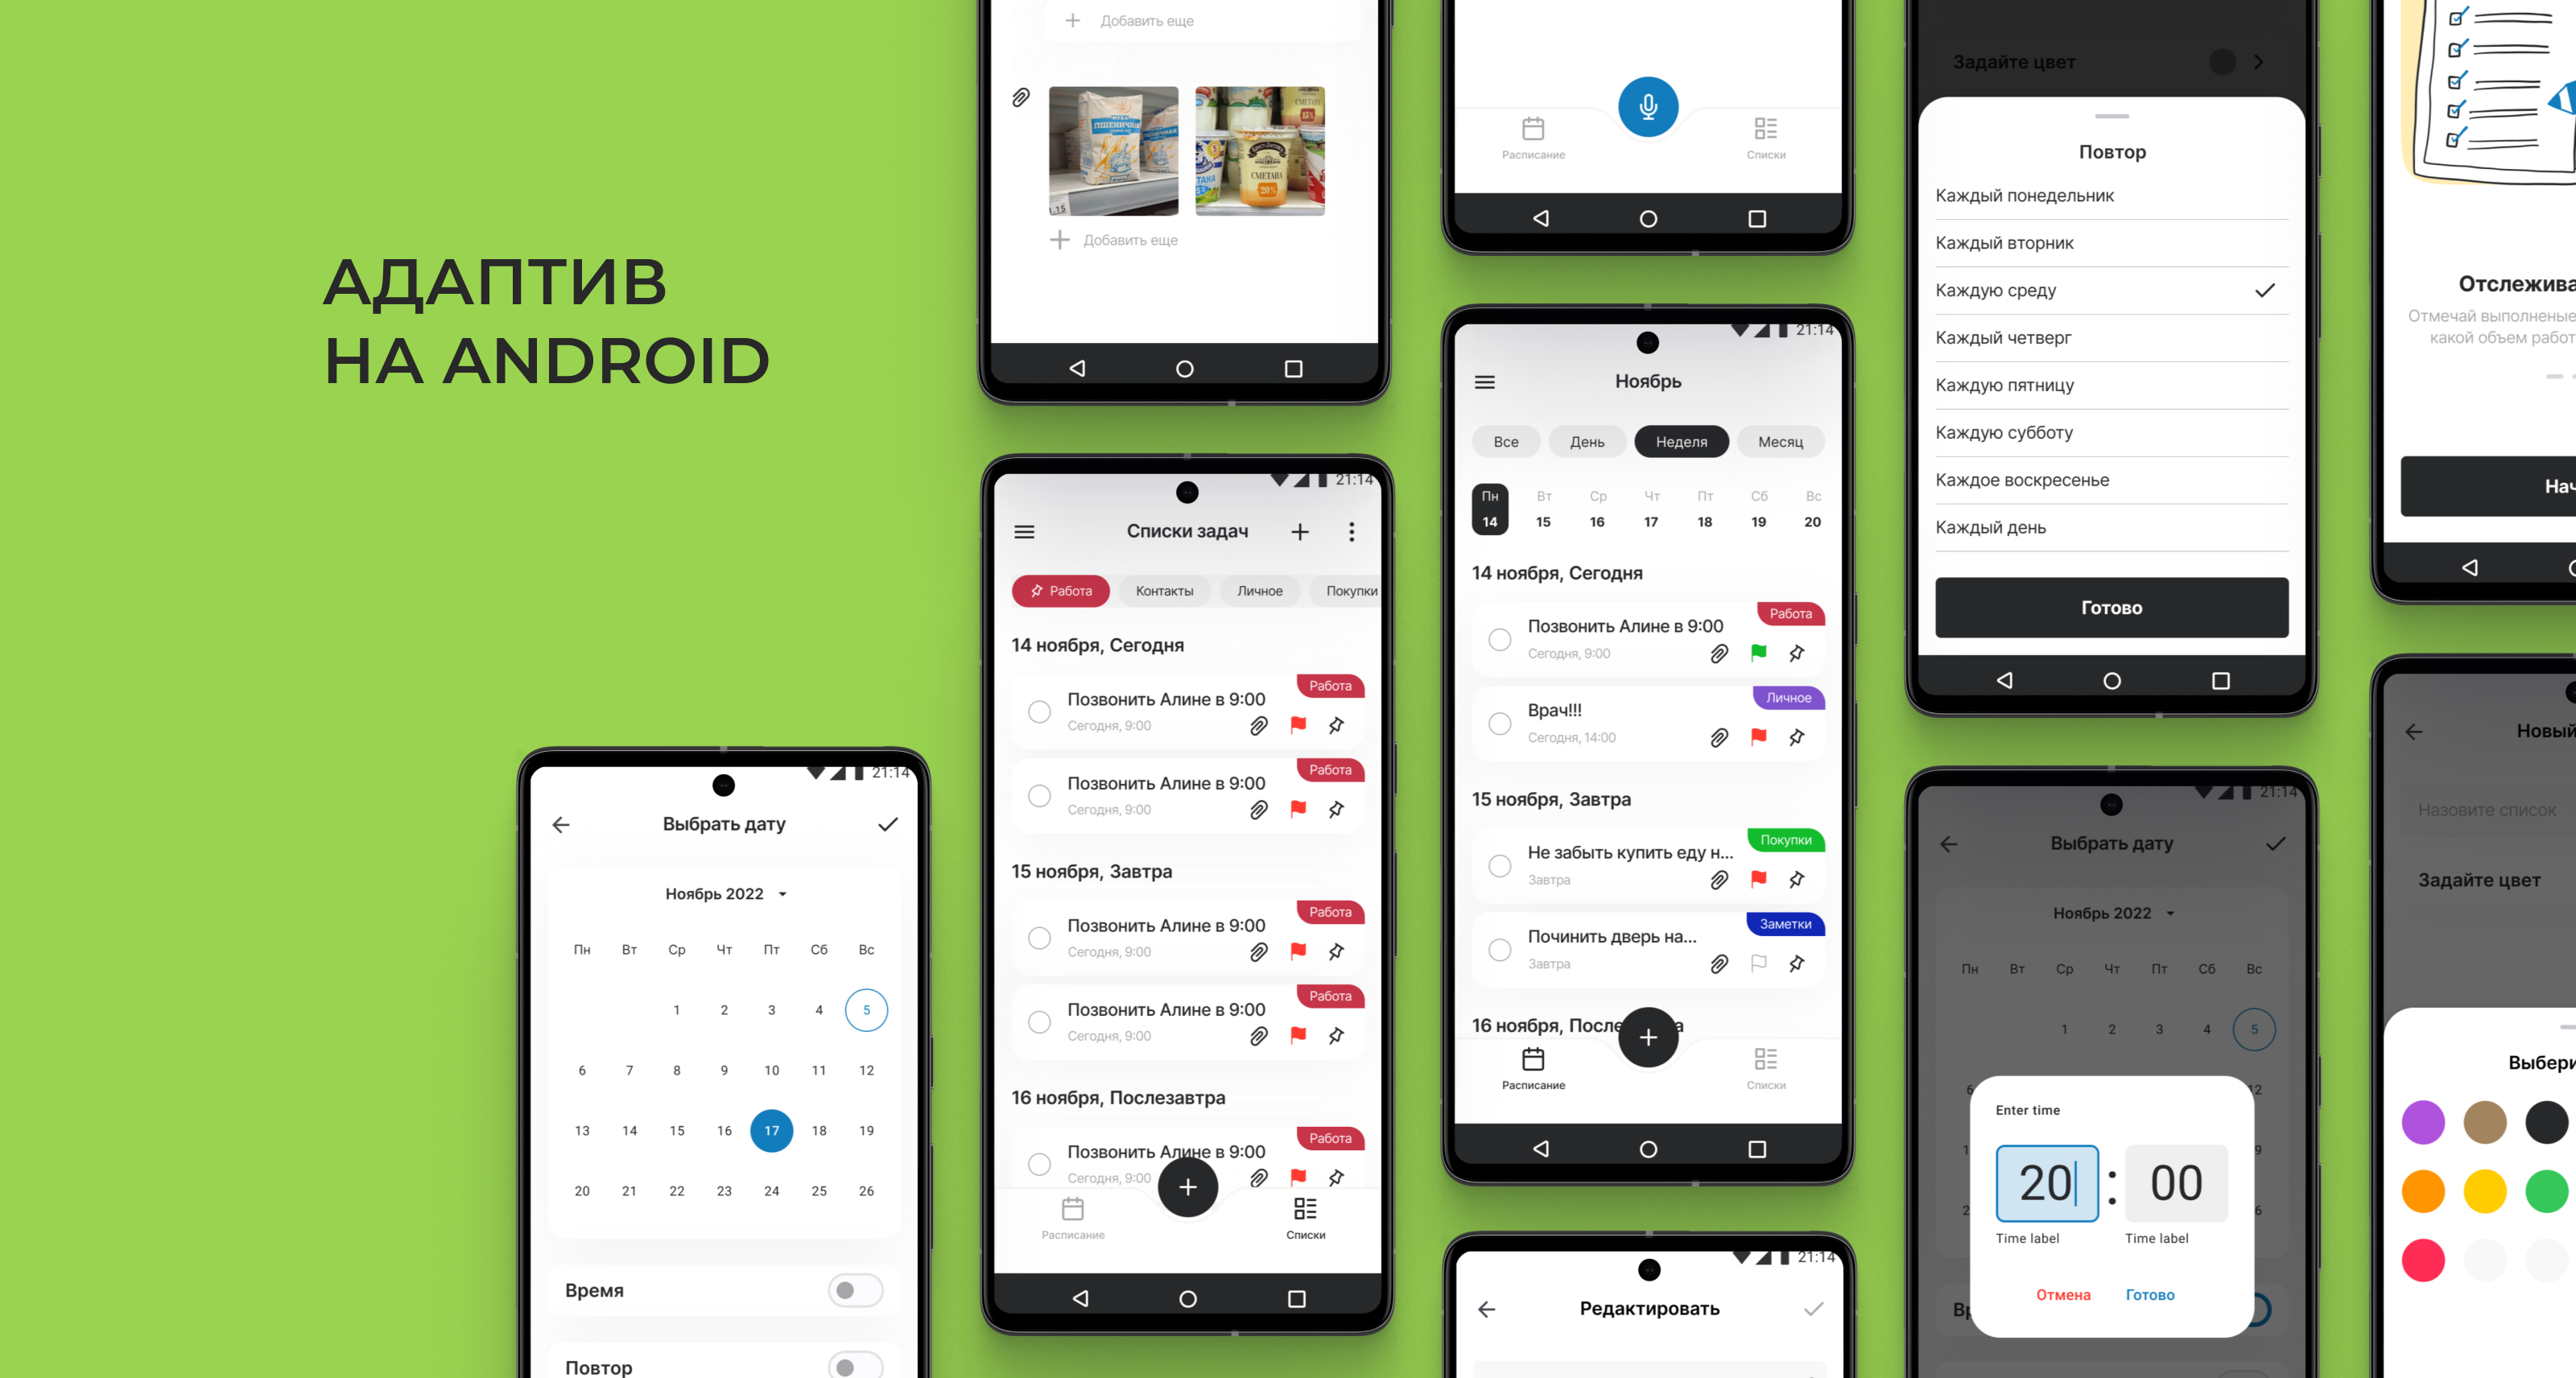 АДАПТИВ
НА ANDROID
21:14
Выбрать дату
Ноябрь 2022
Пн Вт Ср Чт Пт Сб Вс
1 2 3 4 5
6 7 8 9 10 11 12
13 14 15 16 17 18 19
20 21 22 23 24 25 26
Время
Повтор
Добавить еще
МУКА
ПШЕНИЧНАЯ
СМЕТАНА
20%
15%
Добавить еще
21:14
Списки задач
Работа Контакты Личное Покупки
14 ноября, Сегодня
Работа
Позвонить Алине в 9:00
Сегодня, 9:00
Работа
Позвонить Алине в 9:00
Сегодня, 9:00
15 ноября, Завтра
Работа
Позвонить Алине в 9:00
Сегодня, 9:00
Работа
Позвонить Алине в 9:00
Сегодня, 9:00
16 ноября, Послезавтра
Работа
Позвонить Алине в 9:00
Сегодня, 9:00
Расписание Списки
Расписание Списки
21:14
Ноябрь
Все День Неделя Месяц
Пн Вт Ср Чт Пт Сб Вс
14 15 16 17 18 19 20
14 ноября, Сегодня
Работа
Позвонить Алине в 9:00
Сегодня, 9:00
Личное
Врач!!!
Сегодня, 14:00
15 ноября, Завтра
Покупки
Не забыть купить еду н...
Завтра
Заметки
Починить дверь на...
Завтра
16 ноября, После а
Расписание Списки
21:14
Редактировать
Задайте цвет
Повтор
Каждый понедельник
Каждый вторник
Каждую среду
Каждый четверг
Каждую пятницу
Каждую субботу
Каждое воскресенье
Каждый день
Готово
21:14
Выбрать дату
Ноябрь 2022
Пн Вт Ср Чт Пт Сб Вс
1 2 3 4 5
6 12
Enter time
20 : 00
Time label Time label
Отмена Готово
Отслежива
Отмечай выполненые
какой объем работ
Нач
Новый
Назовите список
Задайте цвет
Выбери